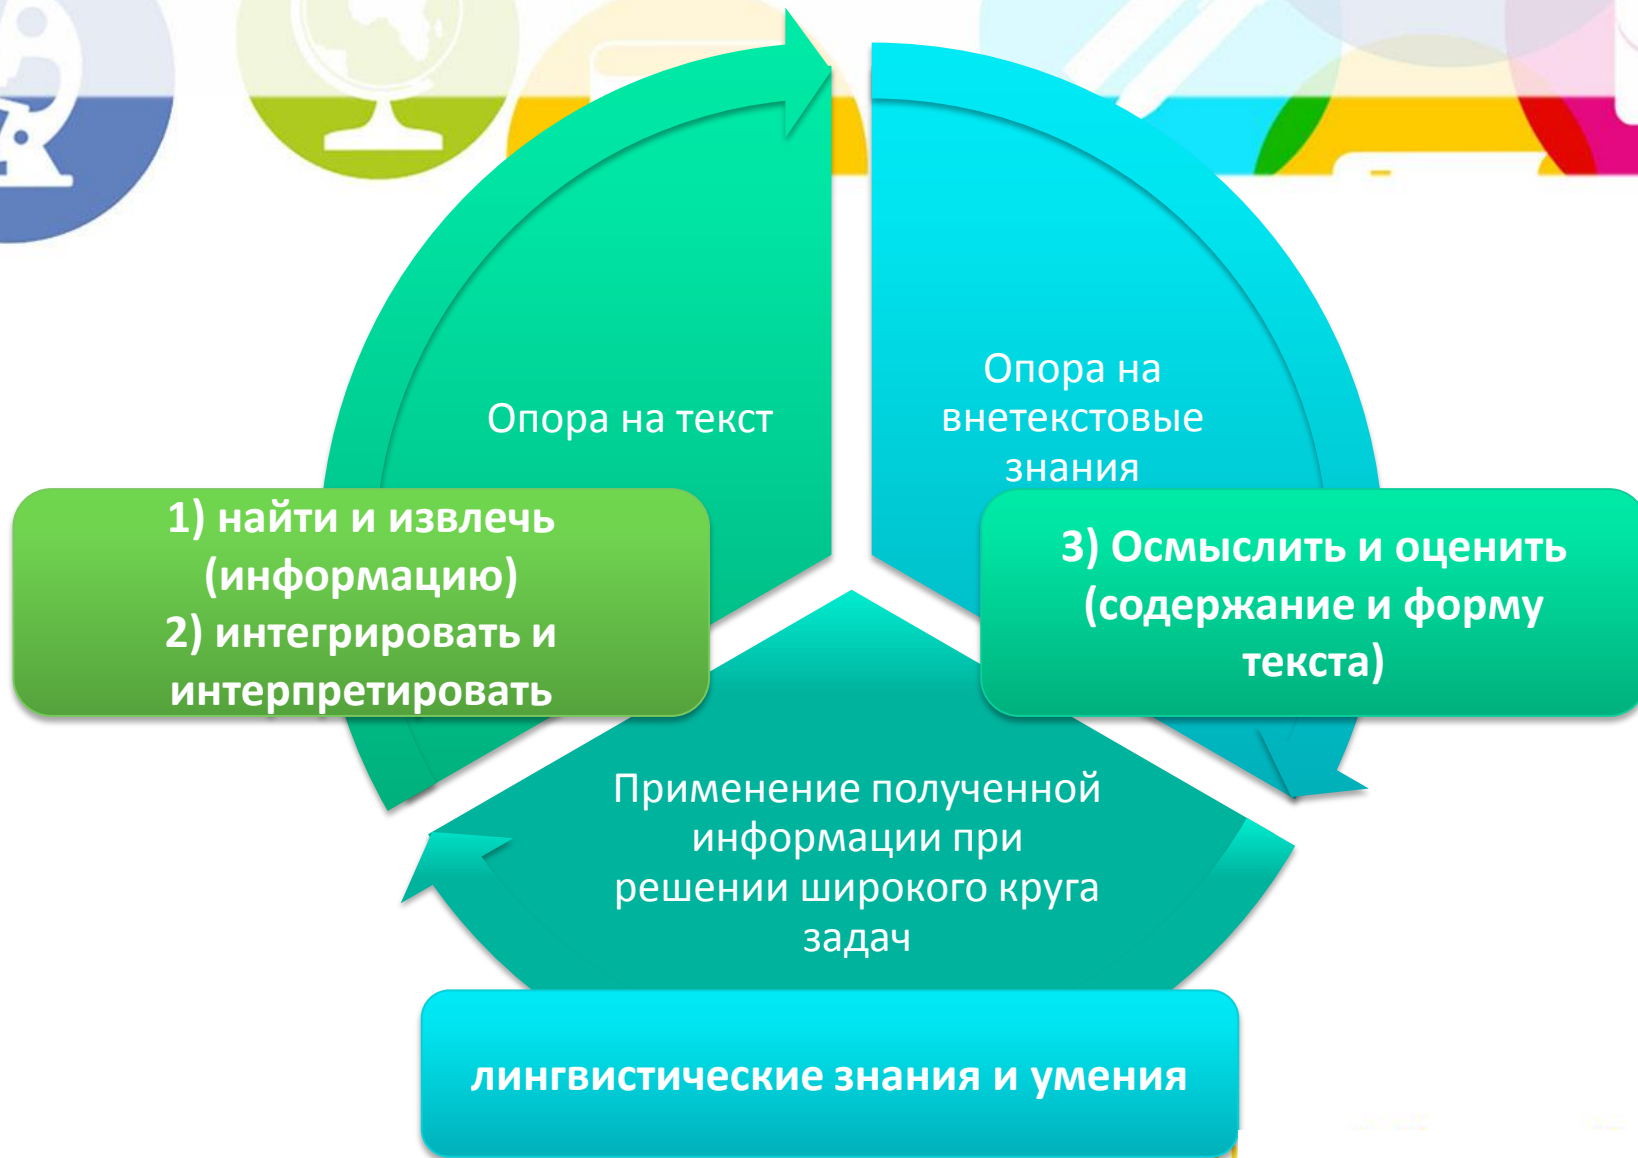 Опора на текст
1) найти и извлечь
(информацию)
2) интегрировать и
интерпретировать
Опора на
внетекстовые
знания
3) Осмыслить и оценить
(содержание и форму
текста)
Применение полученной
информации при
решении широкого круга
задач
лингвистические знания и умения